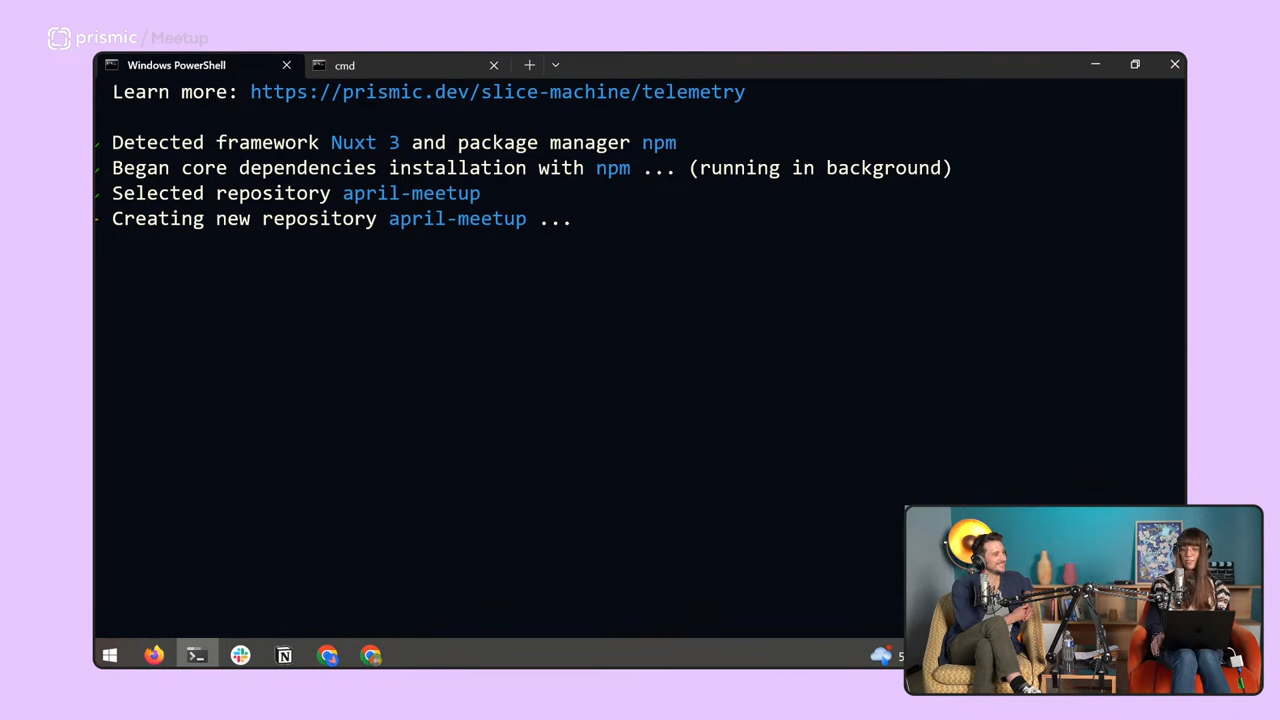 prismic / Meetup
Windows PowerShell
cmd
Learn more: https://prismic.dev/slice-machine/telemetry
Detected framework Nuxt 3 and package manager npm
Began core dependencies installation with npm ... (running in background)
Selected repository april-meetup
Creating new repository april-meetup ...
5